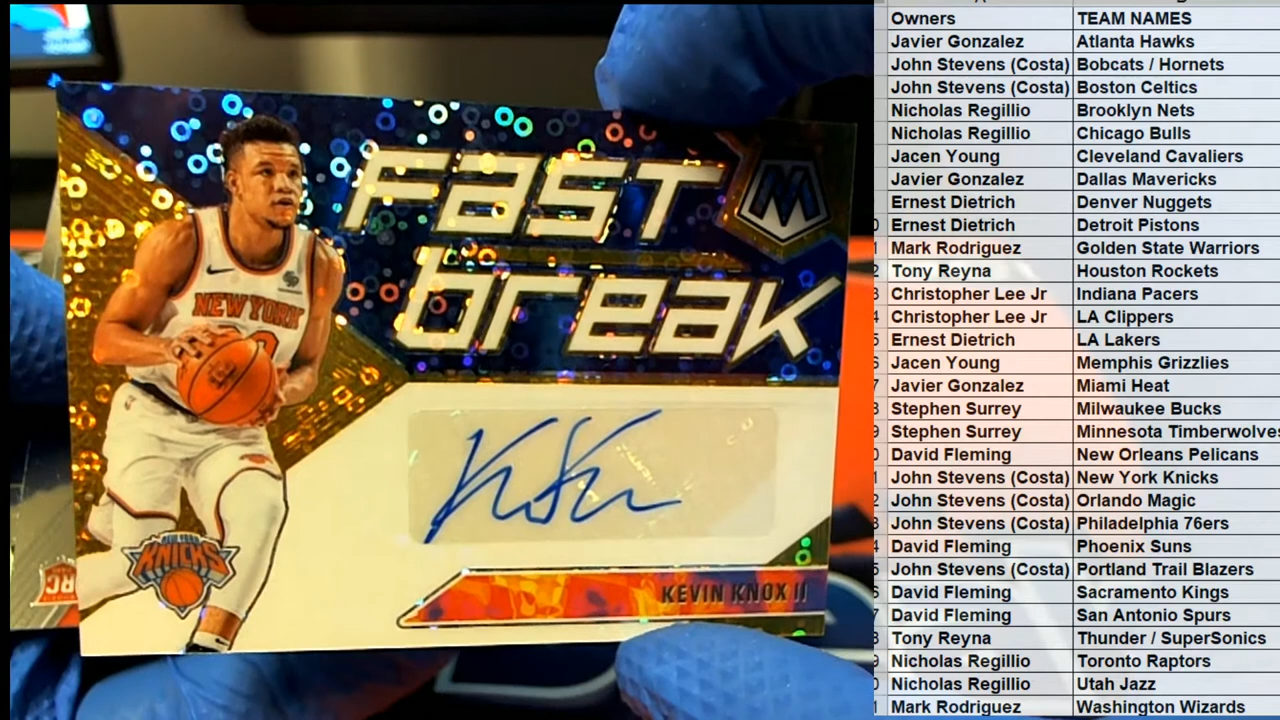 Fast
break
M
NEW YORK
NEW YORK
KNICKS
RC
KEVIN KNOX II
Owners TEAM NAMES
Javier Gonzalez Atlanta Hawks
John Stevens (Costa) Bobcats / Hornets
John Stevens (Costa) Boston Celtics
Nicholas Regillio Brooklyn Nets
Nicholas Regillio Chicago Bulls
Jacen Young Cleveland Cavaliers
Javier Gonzalez Dallas Mavericks
Ernest Dietrich Denver Nuggets
Ernest Dietrich Detroit Pistons
Mark Rodriguez Golden State Warriors
Tony Reyna Houston Rockets
Christopher Lee Jr Indiana Pacers
Christopher Lee Jr LA Clippers
Ernest Dietrich LA Lakers
Jacen Young Memphis Grizzlies
Javier Gonzalez Miami Heat
Stephen Surrey Milwaukee Bucks
Stephen Surrey Minnesota Timberwolves
David Fleming New Orleans Pelicans
John Stevens (Costa) New York Knicks
John Stevens (Costa) Orlando Magic
John Stevens (Costa) Philadelphia 76ers
David Fleming Phoenix Suns
John Stevens (Costa) Portland Trail Blazers
David Fleming Sacramento Kings
David Fleming San Antonio Spurs
Tony Reyna Thunder / SuperSonics
Nicholas Regillio Toronto Raptors
Nicholas Regillio Utah Jazz
Mark Rodriguez Washington Wizards